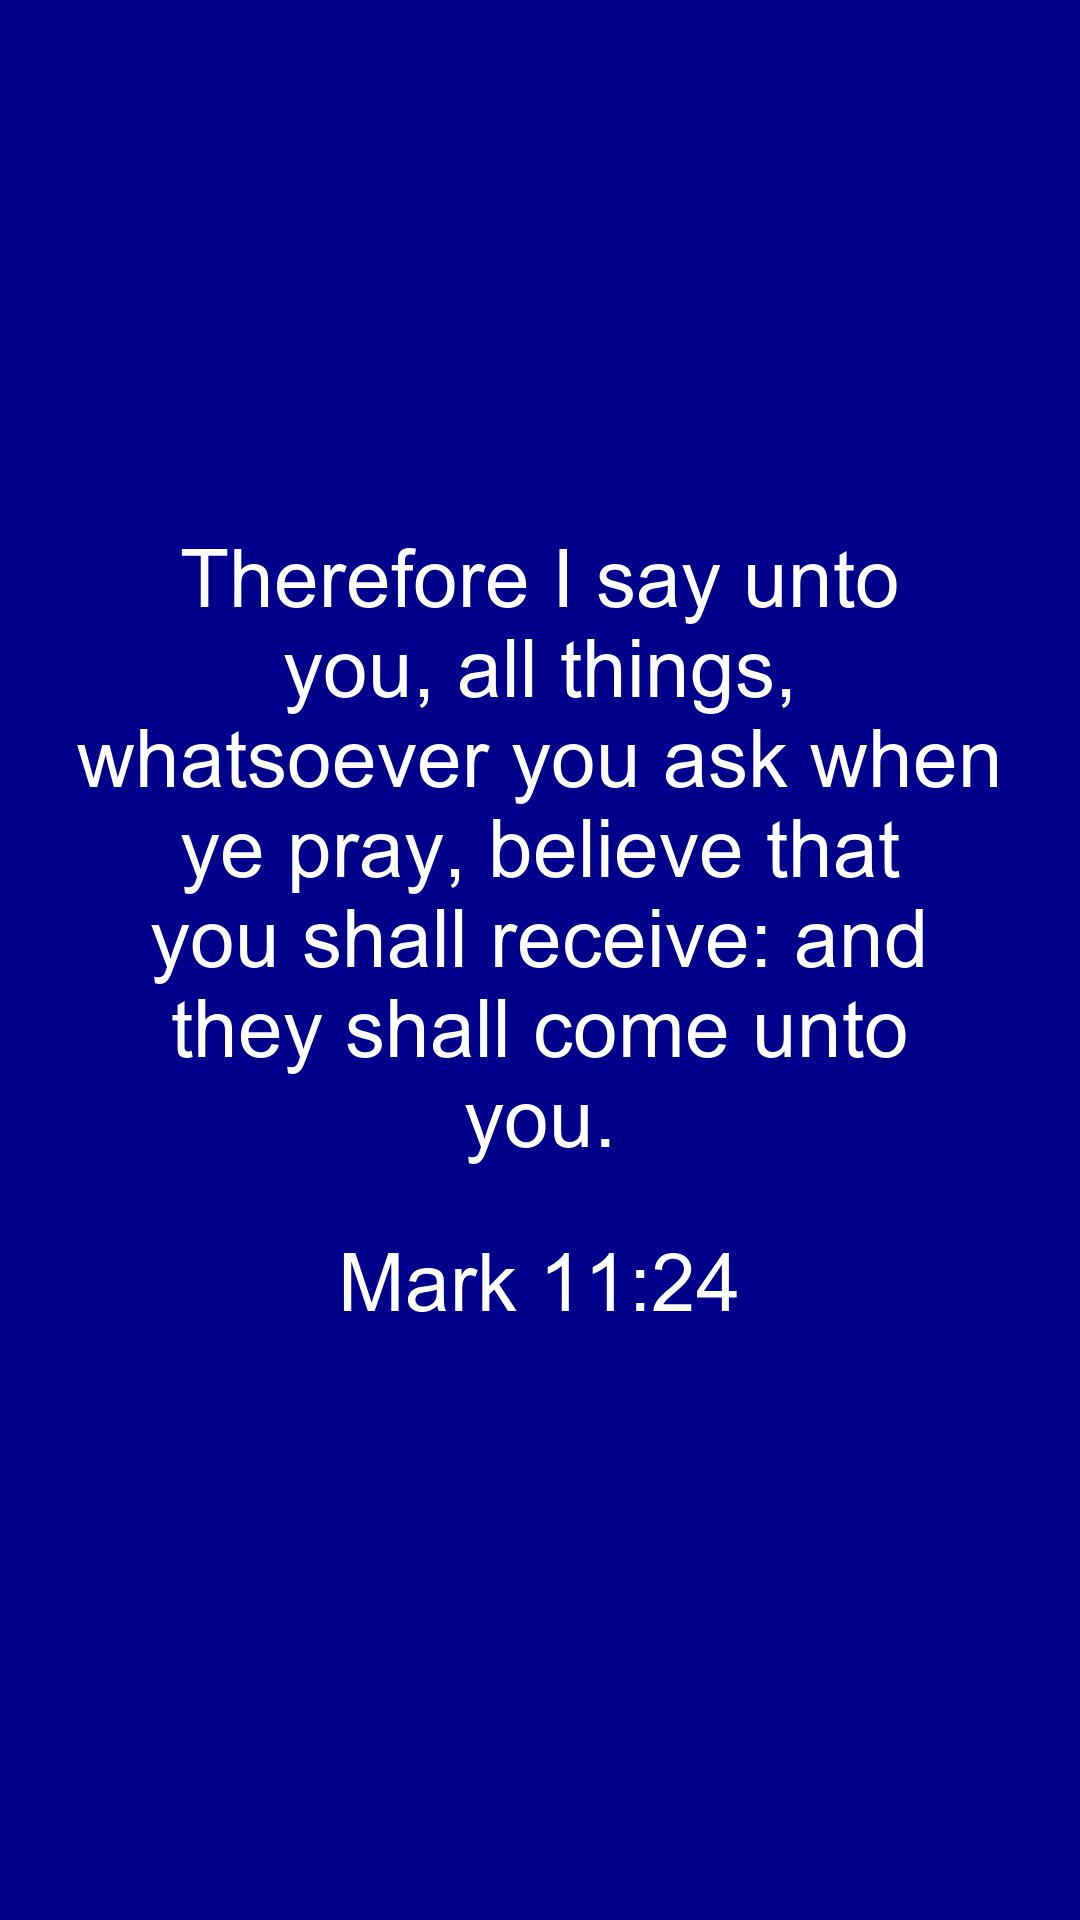 Therefore I say unto
you, all things,
whatsoever you ask when
ye pray, believe that
you shall receive: and
they shall come unto
you.
Mark 11:24